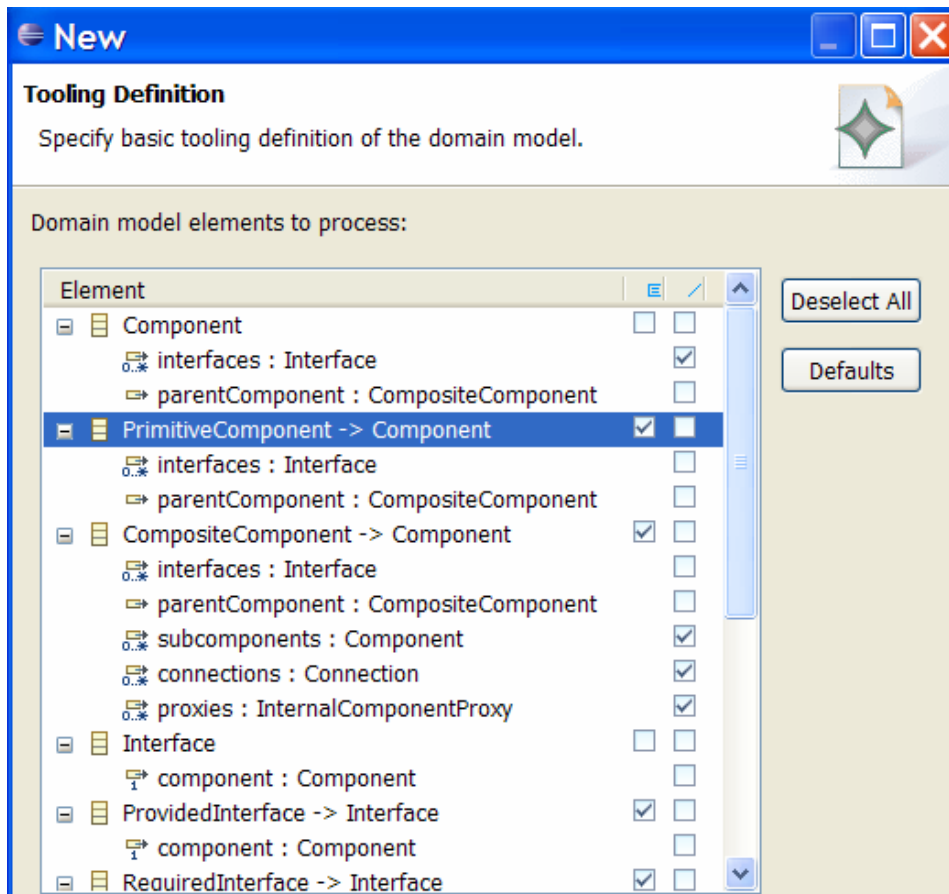 New
Tooling Definition
Specify basic tooling definition of the domain model.
Domain model elements to process:
Element
Deselect All
Component
interfaces : Interface
Defaults
parentComponent : CompositeComponent
PrimitiveComponent -> Component
interfaces : Interface
parentComponent : CompositeComponent
CompositeComponent -> Component
interfaces : Interface
parentComponent : CompositeComponent
subcomponents : Component
connections : Connection
proxies : InternalComponentProxy
Interface
component : Component
ProvidedInterface -> Interface
component : Component
RequiredInterface -> Interface